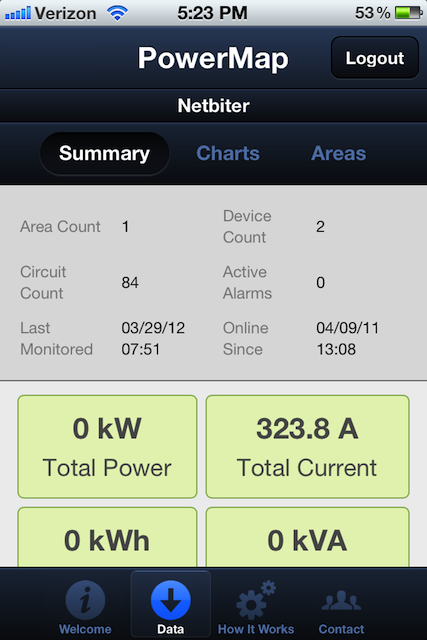 Verizon 5:23 PM 53 %
PowerMap Logout
Netbiter
Summary Charts Areas
Area Count 1
Device Count 2
Circuit Count 84
Active Alarms 0
Last Monitored 03/29/12 07:51
Online Since 04/09/11 13:08
0 kW
Total Power
323.8 A
Total Current
0 kWh
0 kVA
Welcome Data How It Works Contact